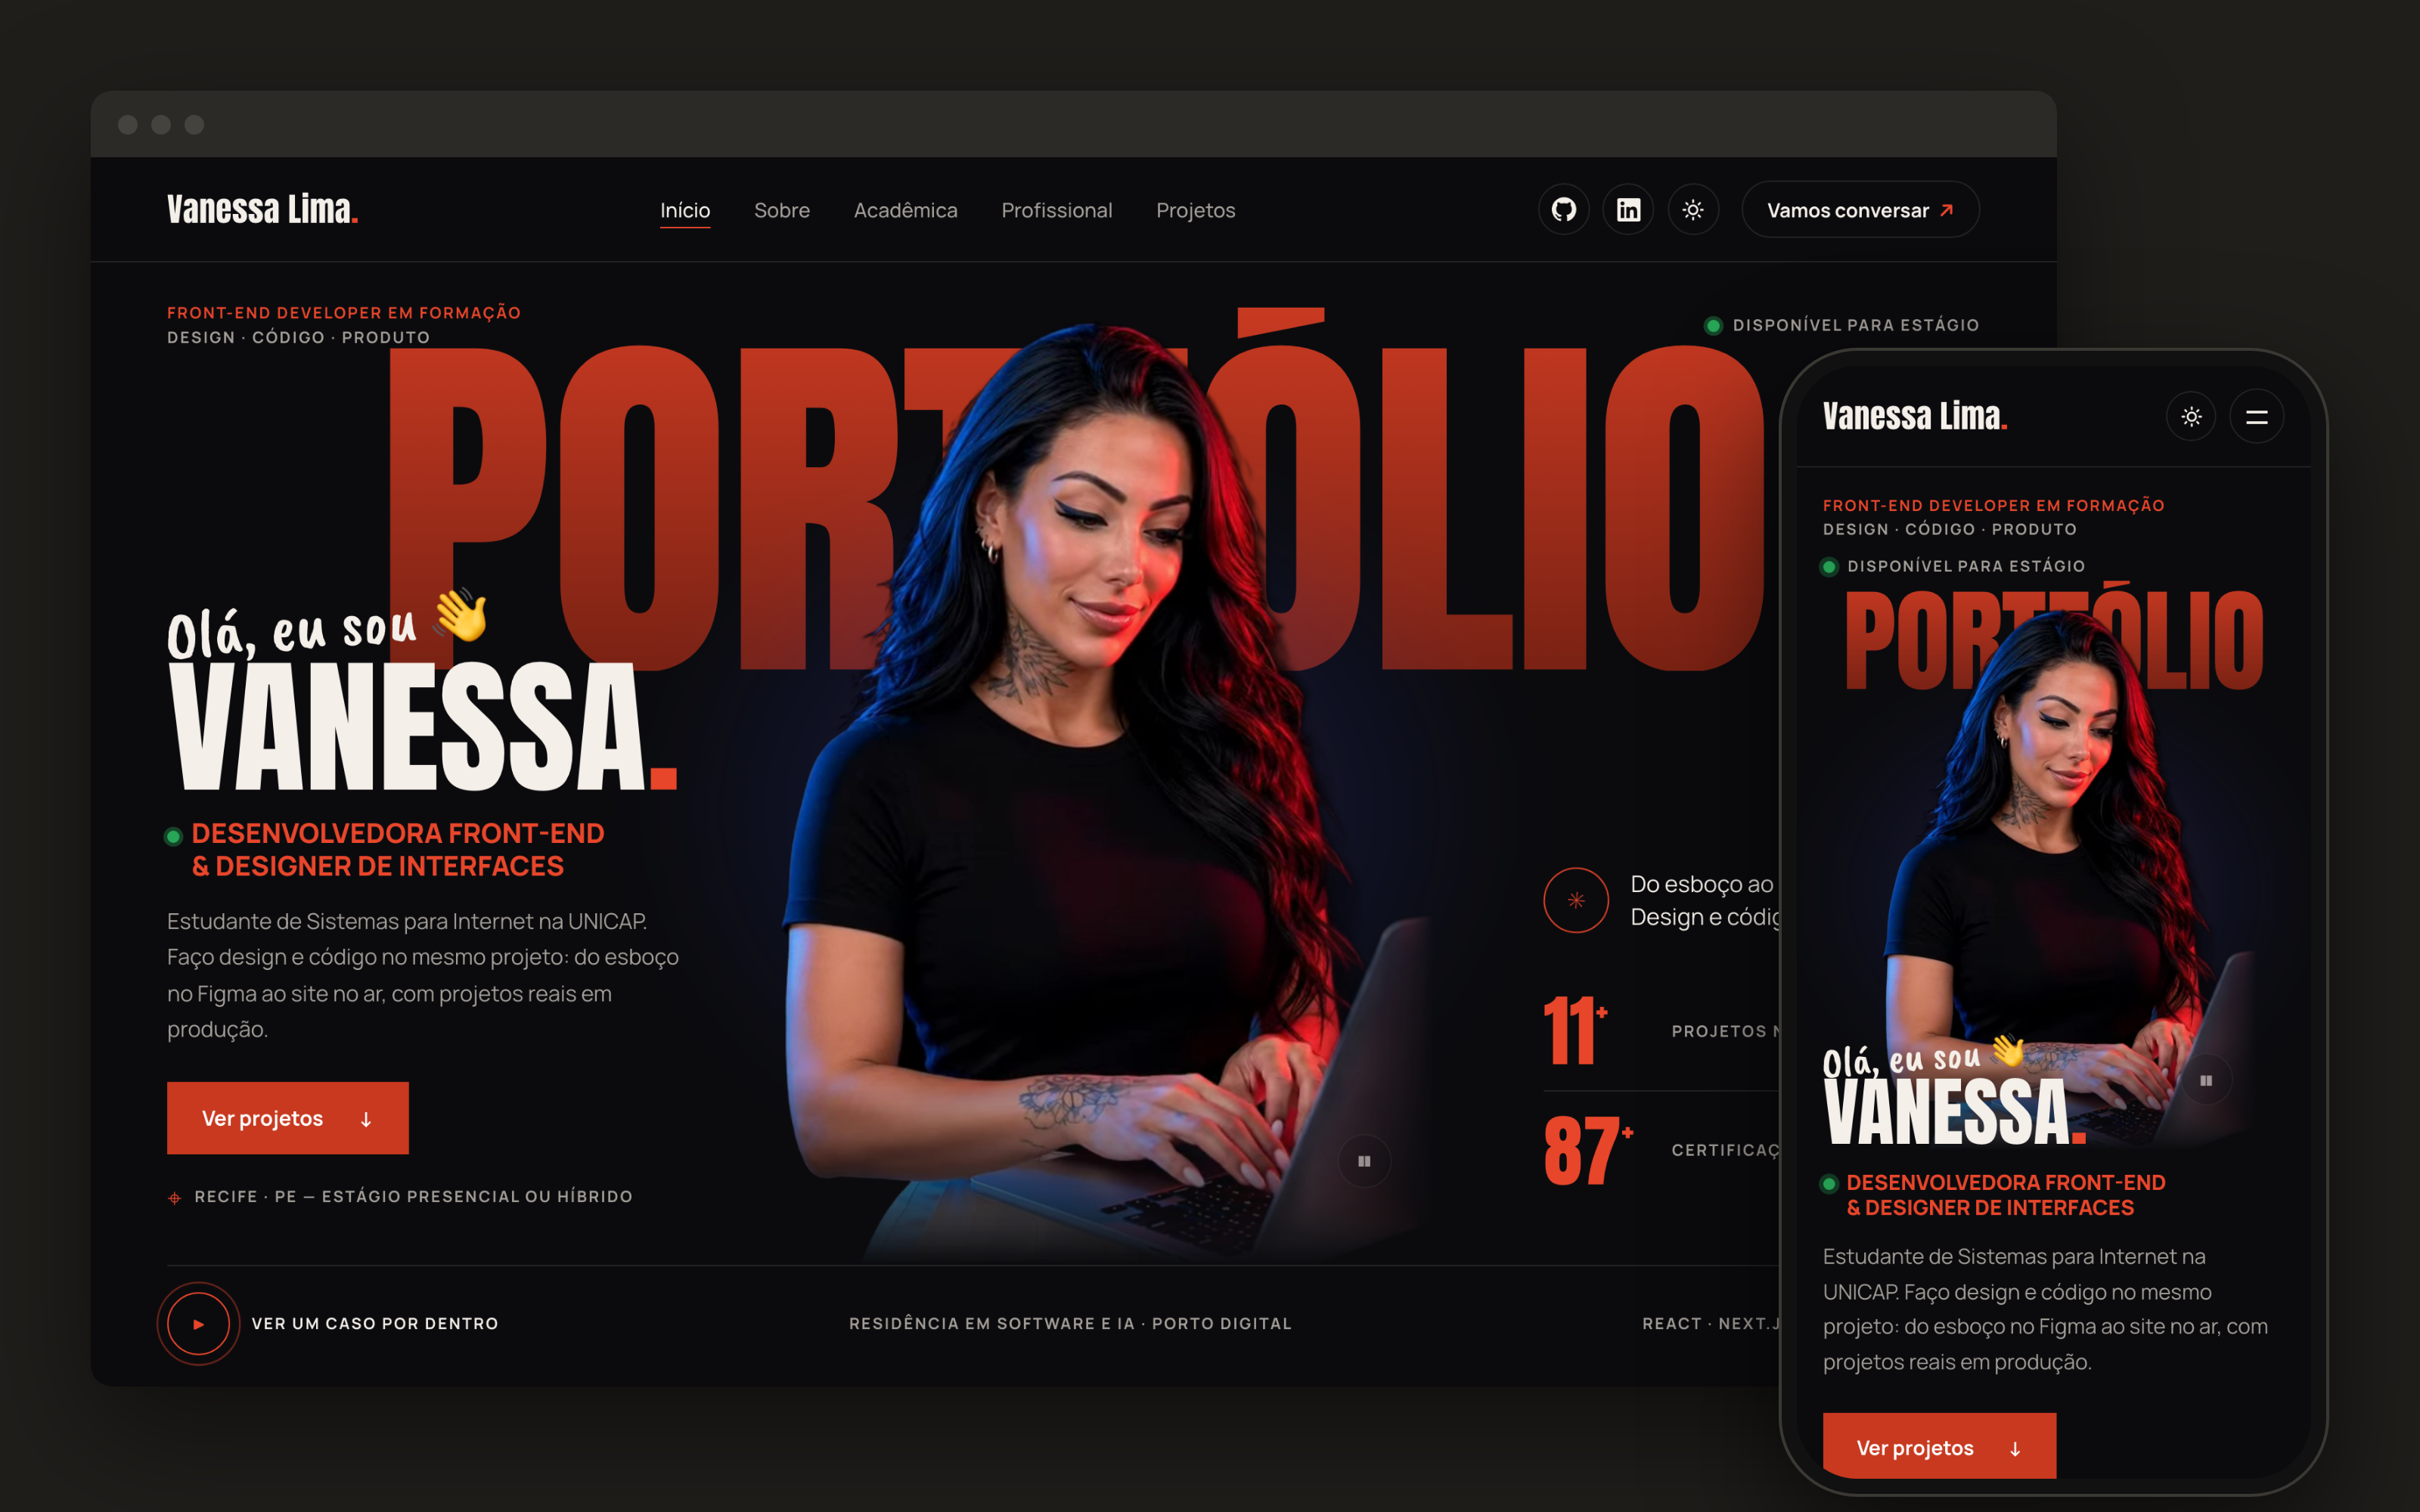 Vanessa Lima.
Início Sobre Acadêmica Profissional Projetos
Vamos conversar
FRONT-END DEVELOPER EM FORMAÇÃO
DESIGN · CÓDIGO · PRODUTO
DISPONÍVEL PARA ESTÁGIO
PORTFÓLIO
Olá, eu sou 👋
VANESSA.
DESENVOLVEDORA FRONT-END
& DESIGNER DE INTERFACES
Estudante de Sistemas para Internet na UNICAP.
Faço design e código no mesmo projeto: do esboço
no Figma ao site no ar, com projetos reais em
produção.
Ver projetos ↓
RECIFE · PE — ESTÁGIO PRESENCIAL OU HÍBRIDO
Do esboço ao
Design e
11+ PROJETOS
87+
VER UM CASO POR DENTRO
RESIDÊNCIA EM SOFTWARE E IA · PORTO DIGITAL
REACT ·
Vanessa Lima.
FRONT-END DEVELOPER EM FORMAÇÃO
DESIGN · CÓDIGO · PRODUTO
DISPONÍVEL PARA ESTÁGIO
PORTFÓLIO
Olá, eu sou 👋
VANESSA.
DESENVOLVEDORA FRONT-END
& DESIGNER DE INTERFACES
Estudante de Sistemas para Internet na
UNICAP. Faço design e código no mesmo
projeto: do esboço no Figma ao site no ar, com
projetos reais em produção.
Ver projetos ↓